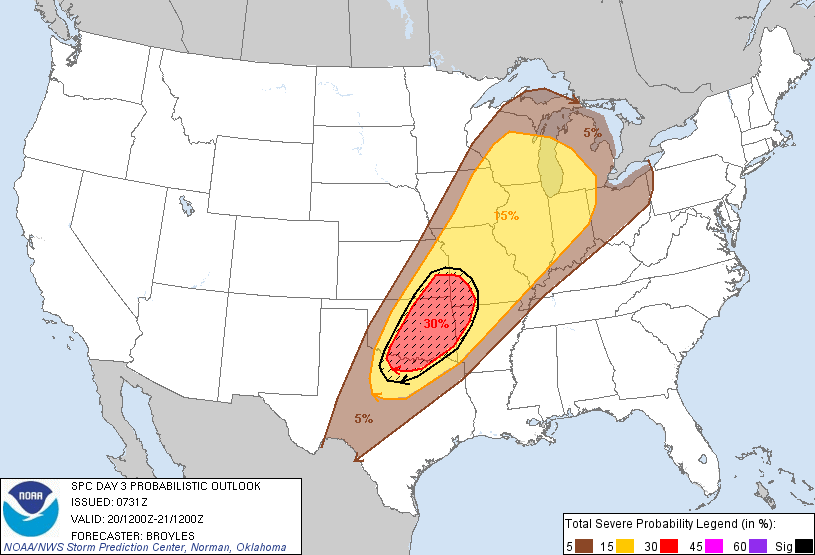 5%
15%
30%
5%
NOAA
SPC DAY 3 PROBABILISTIC OUTLOOK
ISSUED: 0731Z
VALID: 20/1200Z-21/1200Z
FORECASTER: BROYLES
NOAA/NWS Storm Prediction Center, Norman, Oklahoma
Total Severe Probability Legend (in %):
5 15 30 45 60 Sig